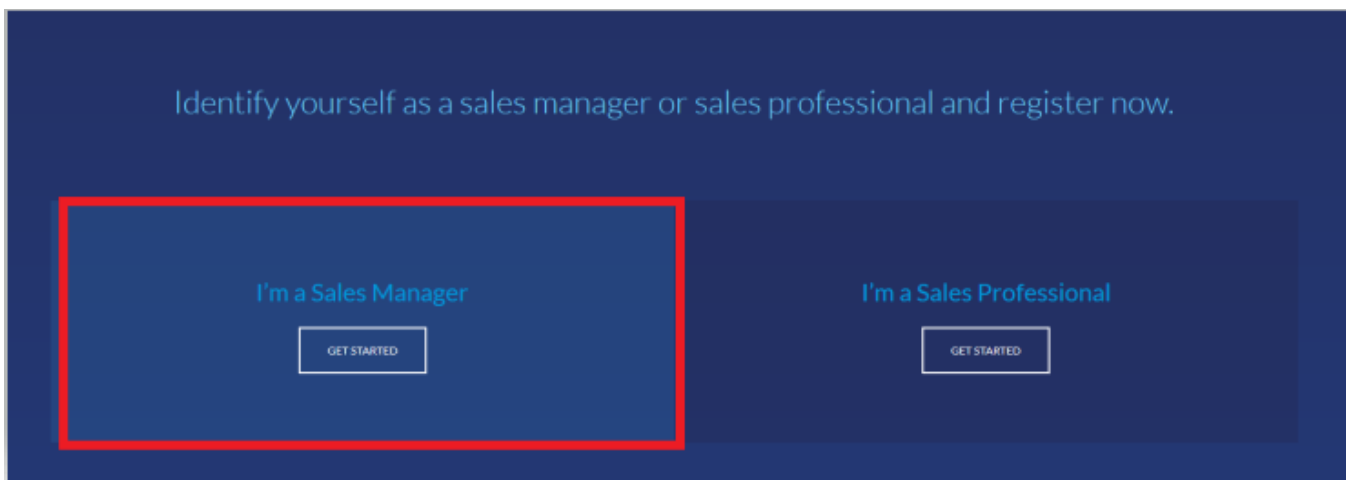 Identify yourself as a sales manager or sales professional and register now.
I'm a Sales Manager
GET STARTED
I'm a Sales Professional
GET STARTED